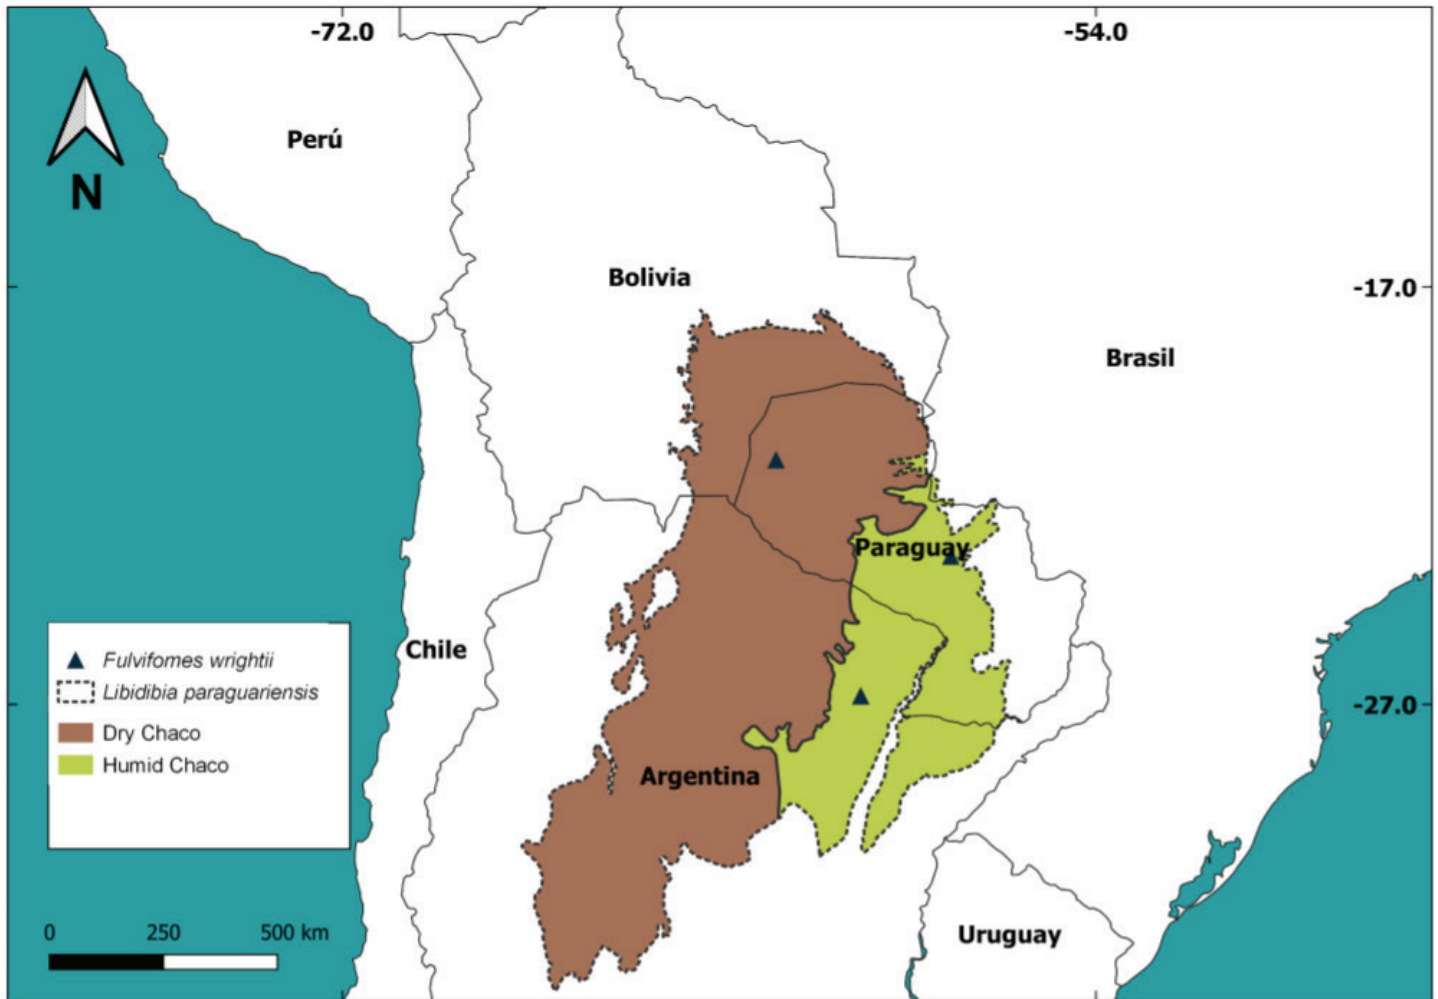 -72.0
-54.0
Perú
N
Bolivia
-17.0
Brasil
Paraguay
Chile
Fulvifomes wrightii
Libidibia paraguariensis
-27.0
Dry Chaco
Humid Chaco
Argentina
0 250 500 km
Uruguay